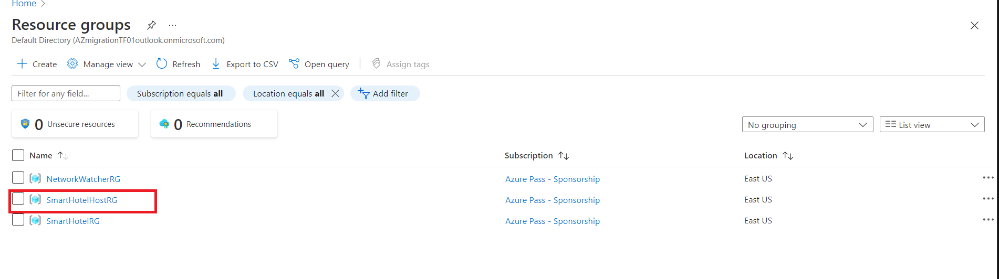 Home
Resource groups
Default Directory (AZmigrationTF01outlook.onmicrosoft.com)
Create Manage view Refresh Export to CSV Open query Assign tags
Filter for any field... Subscription equals all Location equals all Add filter
0 Unsecure resources 0 Recommendations
No grouping List view
Name Subscription Location
NetworkWatcherRG Azure Pass - Sponsorship East US
SmartHotelHostRG Azure Pass - Sponsorship East US
SmartHotelRG Azure Pass - Sponsorship East US